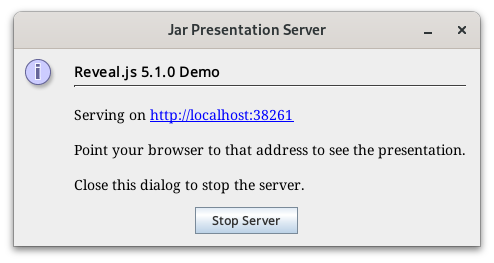 Jar Presentation Server
Reveal.js 5.1.0 Demo
Serving on http://localhost:38261
Point your browser to that address to see the presentation.
Close this dialog to stop the server.
Stop Server